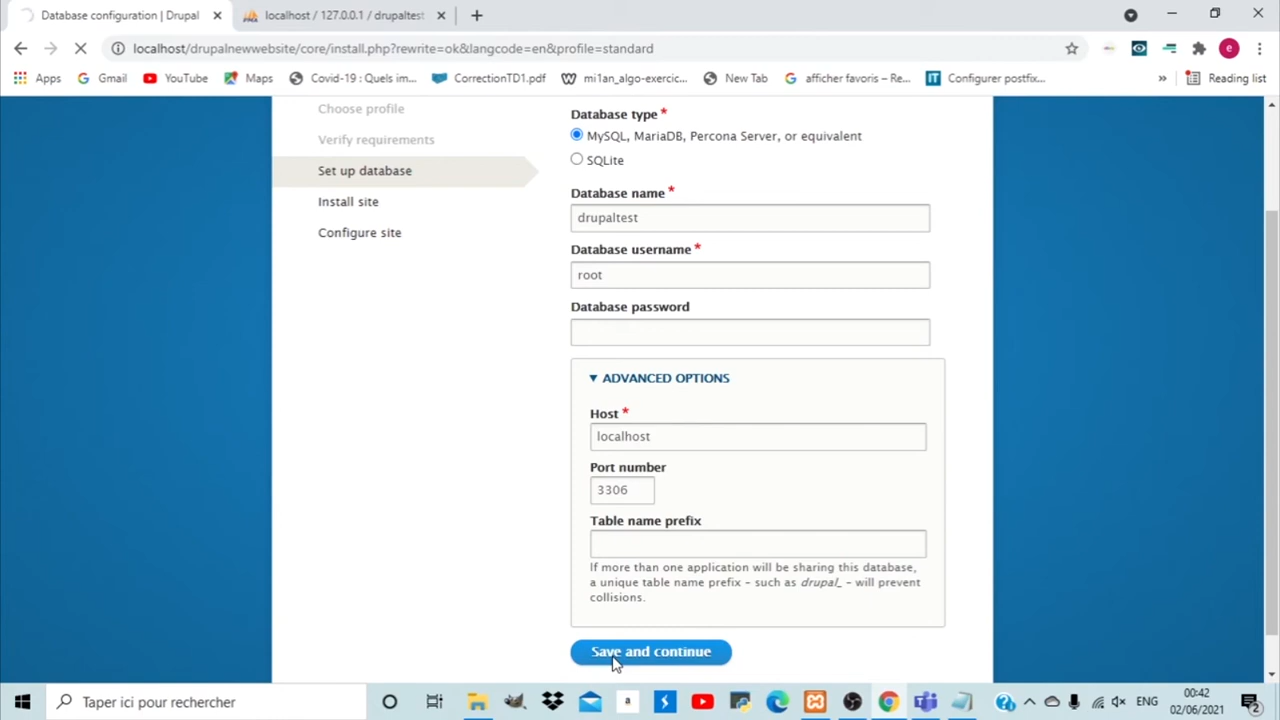 Database configuration | Drupal
localhost / 127.0.0.1 / drupaltest
localhost/drupalnewwebsite/core/install.php?rewrite=ok&langcode=en&profile=standard
Apps Gmail YouTube Maps Covid-19 : Quels im... CorrectionTD1.pdf mi1an_algo-exercic... New Tab afficher favoris – Re... Configurer postfix... » Reading list
Choose profile
Verify requirements
Set up database
Install site
Configure site
Database type *
MySQL, MariaDB, Percona Server, or equivalent
SQLite
Database name *
drupaltest
Database username *
root
Database password
ADVANCED OPTIONS
Host *
localhost
Port number
3306
Table name prefix
If more than one application will be sharing this database,
a unique table name prefix – such as drupal_ – will prevent
collisions.
Save and continue
Taper ici pour rechercher
ENG
00:42
02/06/2021